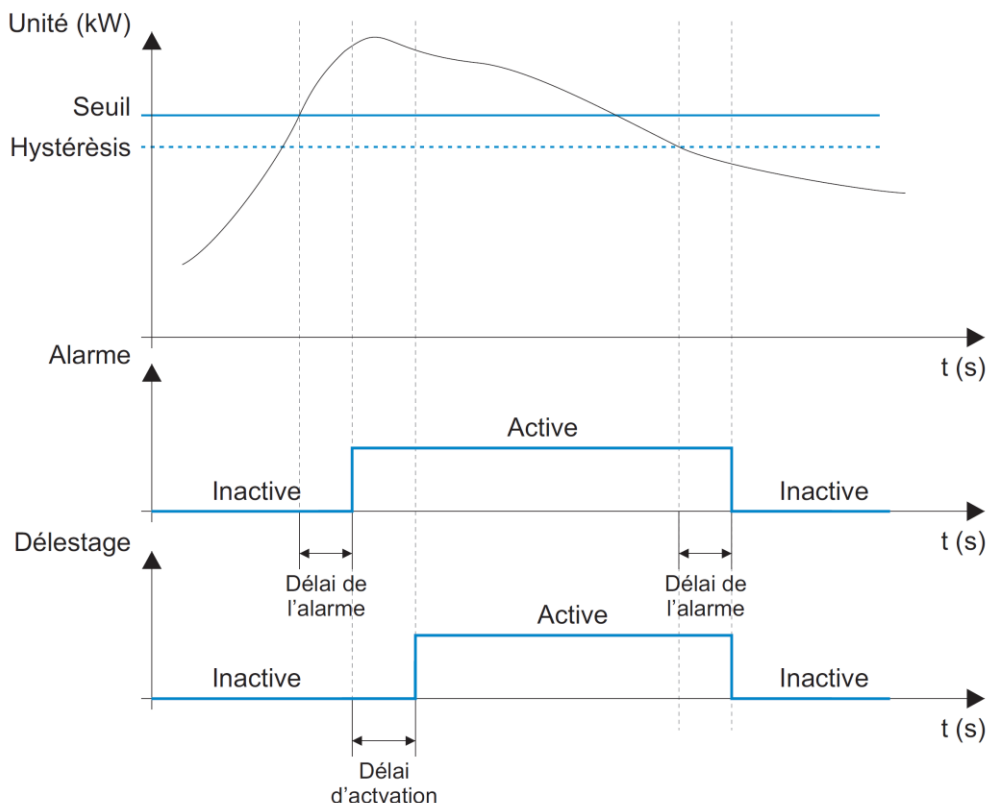 Unité (kW)
Seuil
Hystérèsis
t (s)
Alarme
Active
Inactive
Inactive
t (s)
Délai de
l'alarme
Délai de
l'alarme
Délestage
Active
Inactive
Inactive
t (s)
Délai
d'actvation